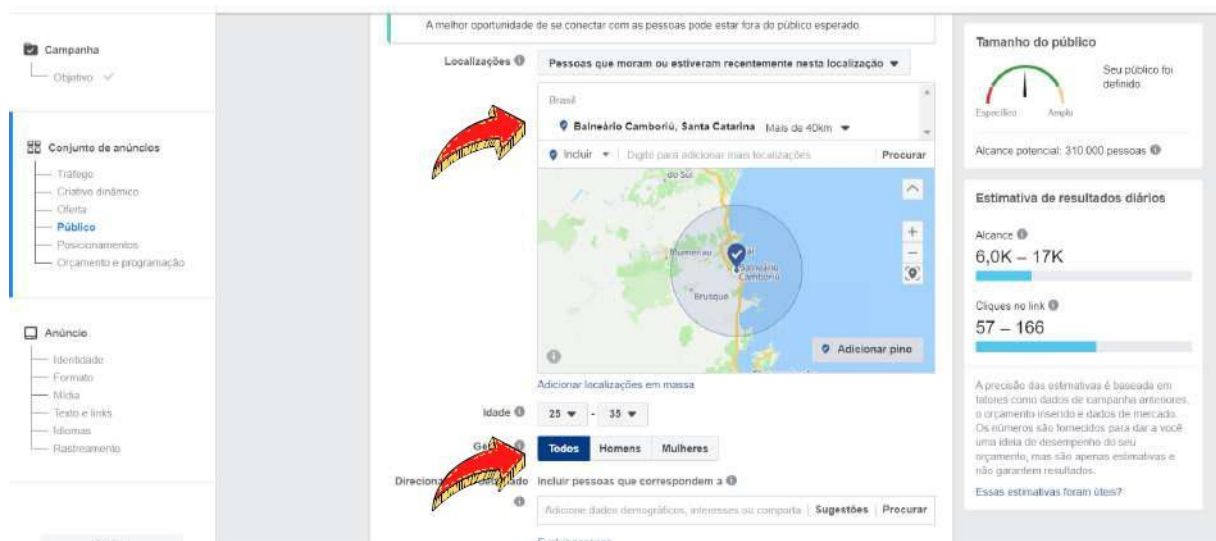 A melhor oportunidade de se conectar com as pessoas pode estar fora do público esperado.
Campanha
Objetivo
Conjunto de anúncios
Tráfego
Criativo dinâmico
Oferta
Público
Posicionamentos
Orçamento e programação
Anúncio
Identidade
Formato
Mídia
Texto e links
Idiomas
Rastreamento
Localizações
Pessoas que moram ou estiveram recentemente nesta localização
Brasil
Balneário Camboriú, Santa Catarina Mais de 40km
Incluir Digite para adicionar mais localizações Procurar
do Sul
Blumenau
Balneário
Camboriú
Brusque
Adicionar pino
Adicionar localizações em massa
Idade 25 - 35
Todos Homens Mulheres
Incluir pessoas que correspondem a
Adicione dados demográficos, interesses ou comporta Sugestões Procurar
Tamanho do público
Seu público foi
definido.
Específico Amplo
Alcance potencial: 310.000 pessoas
Estimativa de resultados diários
Alcance
6,0K – 17K
Cliques no link
57 – 166
A precisão das estimativas é baseada em
fatores como dados de campanha anteriores,
o orçamento inserido e dados de mercado.
Os números são fornecidos para dar a você
uma ideia do desempenho do seu
orçamento, mas são apenas estimativas e
não garantem resultados.
Essas estimativas foram úteis?